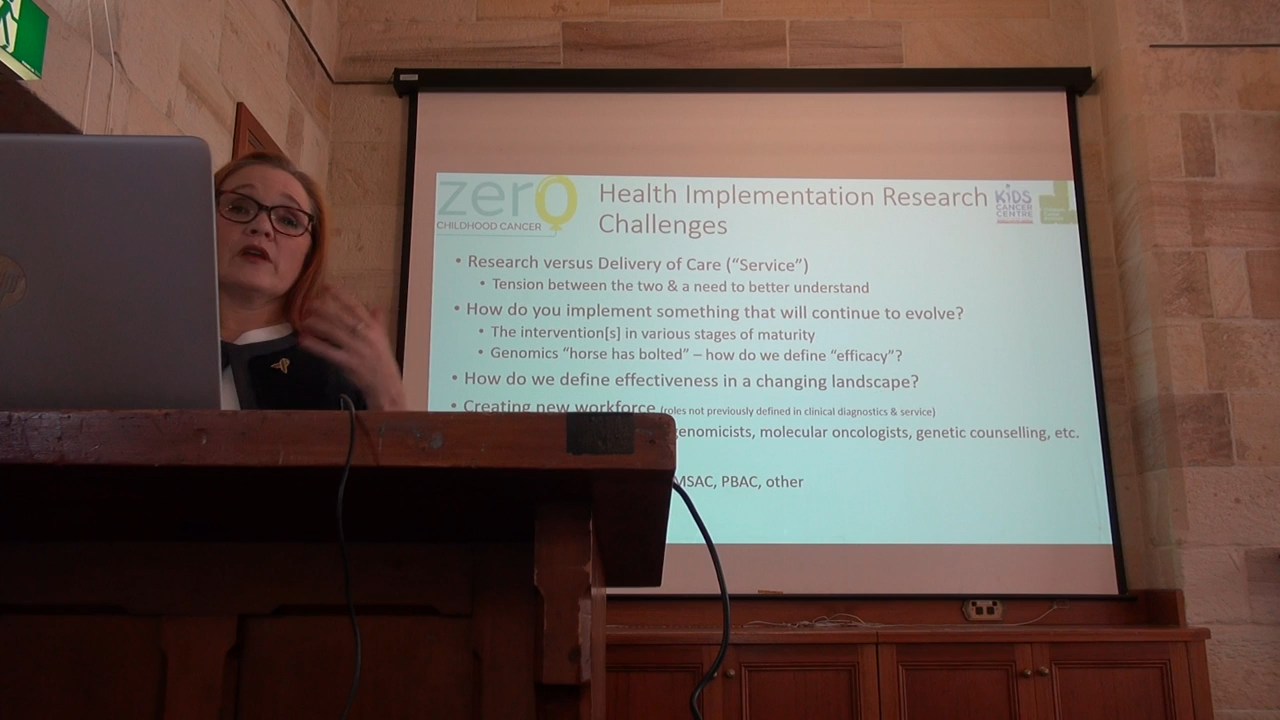 zero
CHILDHOOD CANCER
Health Implementation Research
Challenges
KiDS
CANCER
CENTRE
• Research versus Delivery of Care (“Service”)
• Tension between the two & a need to better understand
• How do you implement something that will continue to evolve?
• The intervention[s] in various stages of maturity
• Genomics “horse has bolted” – how do we define “efficacy”?
• How do we define effectiveness in a changing landscape?
• Creating new workforce (roles not previously defined in clinical diagnostics & service)
genomicists, molecular oncologists, genetic counselling, etc.
MSAC, PBAC, other
hp